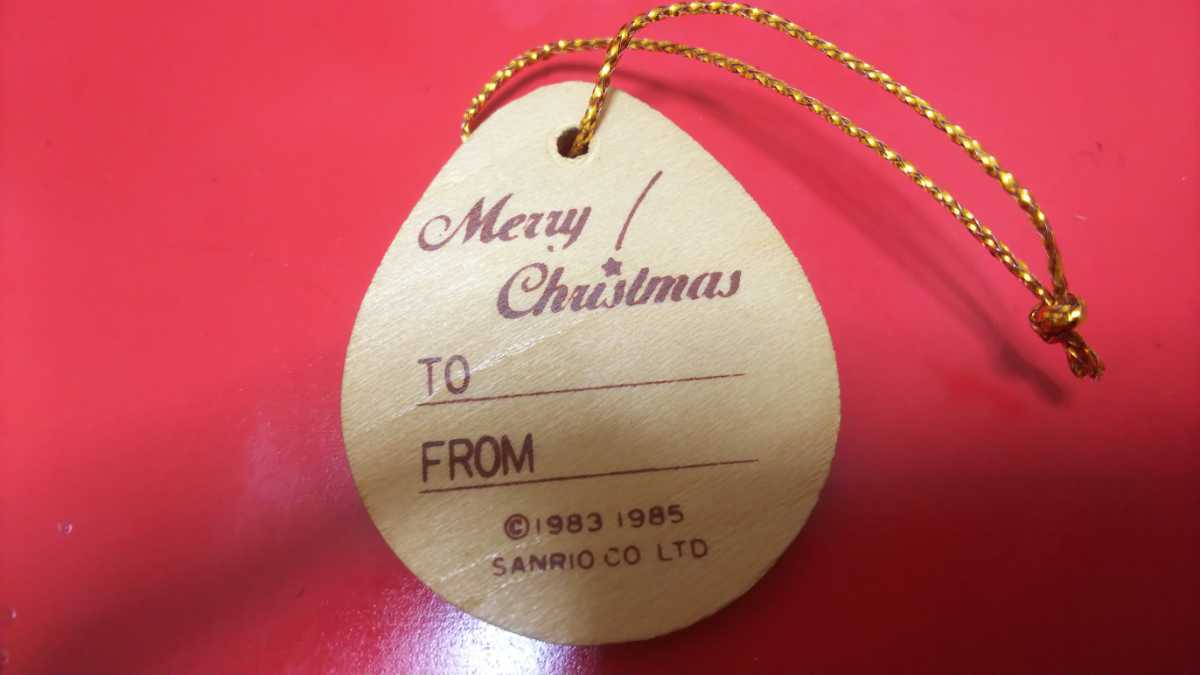 Merry
Christmas
TO
FROM
©1983 1985
SANRIO CO LTD